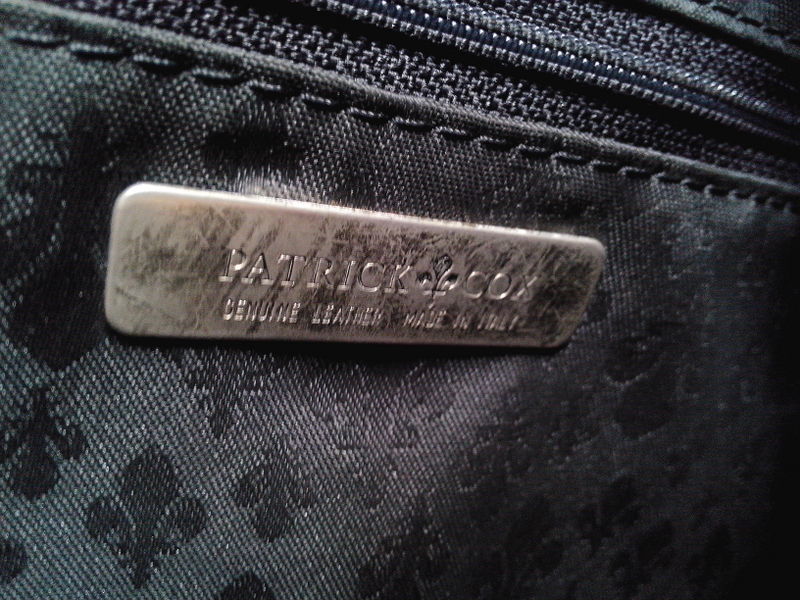 PATRICK COX
GENUINE LEATHER MADE IN ITALY